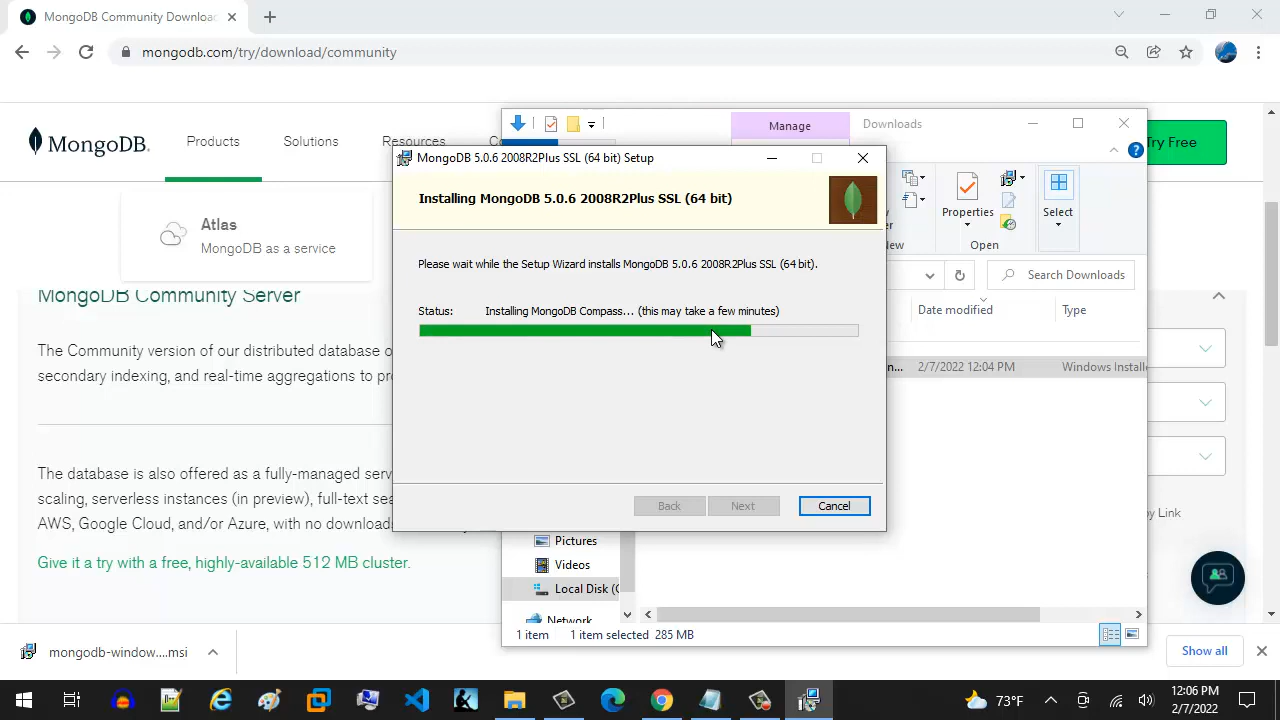 MongoDB Community Downloa
mongodb.com/try/download/community
MongoDB.
Products
Solutions
Resources
Try Free
Manage
Downloads
MongoDB 5.0.6 2008R2Plus SSL (64 bit) Setup
Installing MongoDB 5.0.6 2008R2Plus SSL (64 bit)
Please wait while the Setup Wizard installs MongoDB 5.0.6 2008R2Plus SSL (64 bit).
Status: Installing MongoDB Compass... (this may take a few minutes)
Back
Next
Cancel
Atlas
MongoDB as a service
Properties
Select
Open
Search Downloads
Date modified
Type
n... 2/7/2022 12:04 PM Windows Installe
MongoDB Community Server
The Community version of our distributed database o
secondary indexing, and real-time aggregations to pr
The database is also offered as a fully-managed serv
scaling, serverless instances (in preview), full-text sea
AWS, Google Cloud, and/or Azure, with no download
Give it a try with a free, highly-available 512 MB cluster.
by Link
Pictures
Videos
Local Disk (C
Network
1 item 1 item selected 285 MB
mongodb-window....msi
Show all
73°F
12:06 PM
2/7/2022